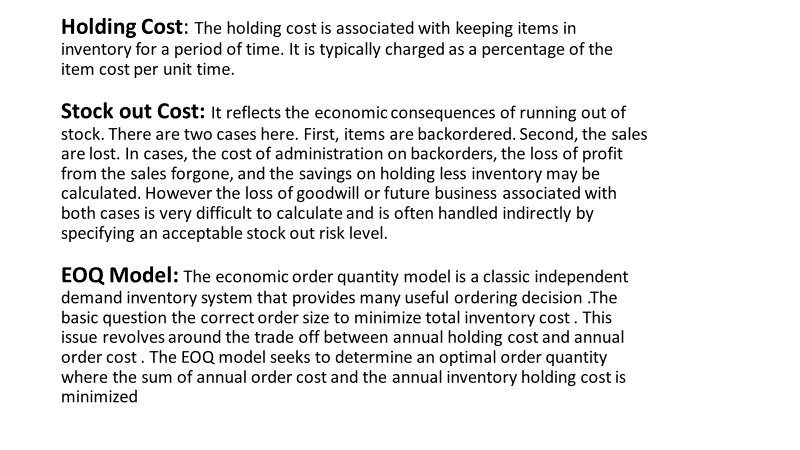 Holding Cost: The holding cost is associated with keeping items in
inventory for a period of time. It is typically charged as a percentage of the
item cost per unit time.
Stock out Cost: It reflects the economic consequences of running out of
stock. There are two cases here. First, items are backordered. Second, the sales
are lost. In cases, the cost of administration on backorders, the loss of profit
from the sales forgone, and the savings on holding less inventory may be
calculated. However the loss of goodwill or future business associated with
both cases is very difficult to calculate and is often handled indirectly by
specifying an acceptable stock out risk level.
EOQ Model: The economic order quantity model is a classic independent
demand inventory system that provides many useful ordering decision .The
basic question the correct order size to minimize total inventory cost . This
issue revolves around the trade off between annual holding cost and annual
order cost . The EOQ model seeks to determine an optimal order quantity
where the sum of annual order cost and the annual inventory holding cost is
minimized